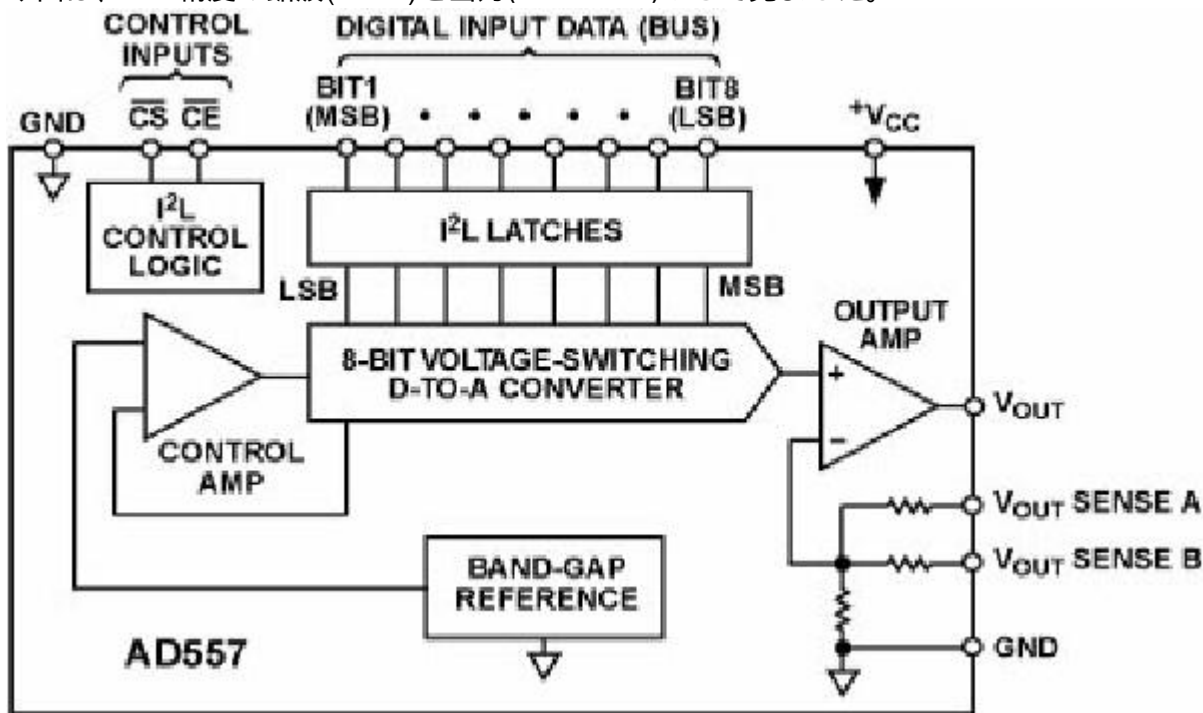 CONTROL
INPUTS
DIGITAL INPUT DATA (BUS)
GND
CS CE
BIT1
(MSB)
BIT8
(LSB)
+VCC
I²L
CONTROL
LOGIC
I²L LATCHES
LSB
MSB
8-BIT VOLTAGE-SWITCHING
D-TO-A CONVERTER
OUTPUT
AMP
+
−
VOUT
CONTROL
AMP
VOUT SENSE A
VOUT SENSE B
BAND-GAP
REFERENCE
GND
AD557